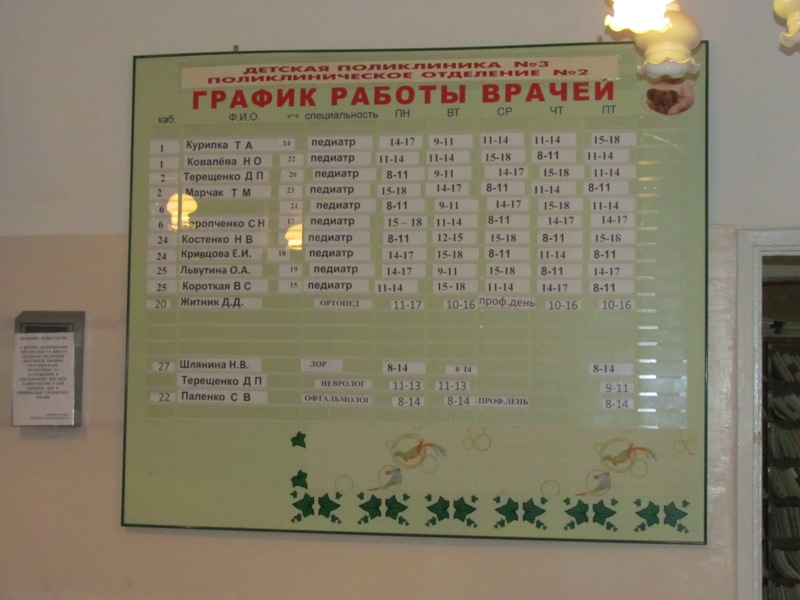 ДЕТСКАЯ ПОЛИКЛИНИКА №3
ПОЛИКЛИНИЧЕСКОЕ ОТДЕЛЕНИЕ №2
ГРАФИК РАБОТЫ ВРАЧЕЙ
каб. Ф.И.О. специальность ПН ВТ СР ЧТ ПТ
1 Курипка Т А 14 педиатр 14-17 9-11 11-14 11-14 15-18
1 Ковалёва Н О 22 педиатр 11-14 11-14 15-18 8-11 11-14
2 Терещенко Д П 20 педиатр 8-11 9-11 14-17 15-18 11-14
2 Марчак Т М 23 педиатр 15-18 14-17 8-11 11-14 8-11
6 21 педиатр 8-11 9-11 14-17 15-18 11-14
6 17 педиатр 15 – 18 11-14 8-11 14-17 14-17
24 Костенко Н В педиатр 8-11 12-15 15-18 8-11 15-18
24 Кривцова Е.И. 18 педиатр 14-17 15-18 8-11 11-14 8-11
25 Львутина О.А. 19 педиатр 14-17 9-11 15-18 8-11 14-17
25 Короткая В С 15 педиатр 11-14 15-18 11-14 14-17 8-11
20 Житник Д.Д. ОРТОПЕД 11-17 10-16 проф.день 10-16 10-16
27 Шлянина Н.В. ЛОР 8-14 8-14 8-14
Терещенко Д П НЕВРОЛОГ 11-13 11-13 9-11
22 Паленко С В ОФТАЛЬМОЛОГ 8-14 8-14 ПРОФ.ДЕНЬ 8-14